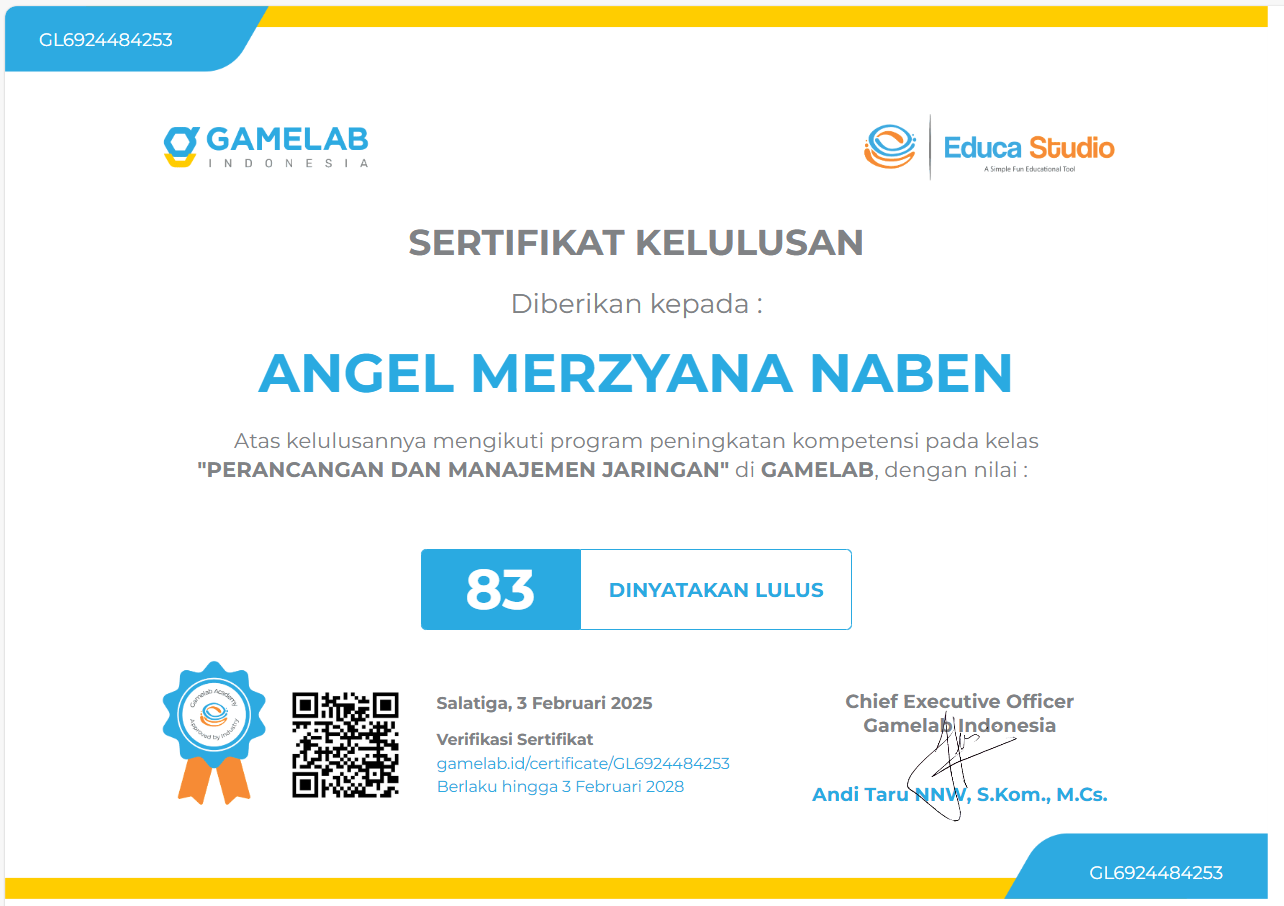 GL6924484253
GAMELAB
INDONESIA
Educa Studio
A Simple Fun Educational Tool
SERTIFIKAT KELULUSAN
Diberikan kepada :
ANGEL MERZYANA NABEN
Atas kelulusannya mengikuti program peningkatan kompetensi pada kelas
"PERANCANGAN DAN MANAJEMEN JARINGAN" di GAMELAB, dengan nilai :
83
DINYATAKAN LULUS
Gamelab Academy
Approved by Industry
Salatiga, 3 Februari 2025
Verifikasi Sertifikat
gamelab.id/certificate/GL6924484253
Berlaku hingga 3 Februari 2028
Chief Executive Officer
Gamelab Indonesia
Andi Taru NNW, S.Kom., M.Cs.
GL6924484253